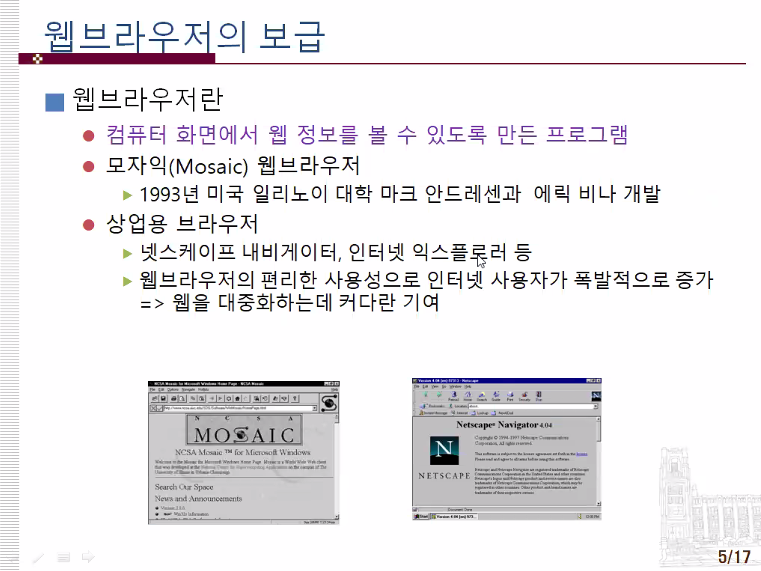 웹브라우저의 보급
웹브라우저란
컴퓨터 화면에서 웹 정보를 볼 수 있도록 만든 프로그램
모자익(Mosaic) 웹브라우저
1993년 미국 일리노이 대학 마크 안드레센과 에릭 비나 개발
상업용 브라우저
넷스케이프 내비게이터, 인터넷 익스플로러 등
웹브라우저의 편리한 사용성으로 인터넷 사용자가 폭발적으로 증가
=> 웹을 대중화하는데 커다란 기여
NCSA Mosaic for Microsoft Windows Home Page - NCSA Mosaic
N C S A
MOSAIC
NCSA Mosaic ™ for Microsoft Windows
Search Our Space
News and Announcements
Netscape Navigator 4.04
Copyright © 1994-1997 Netscape Communications
Corporation, All rights reserved.
N
NETSCAPE
5/17